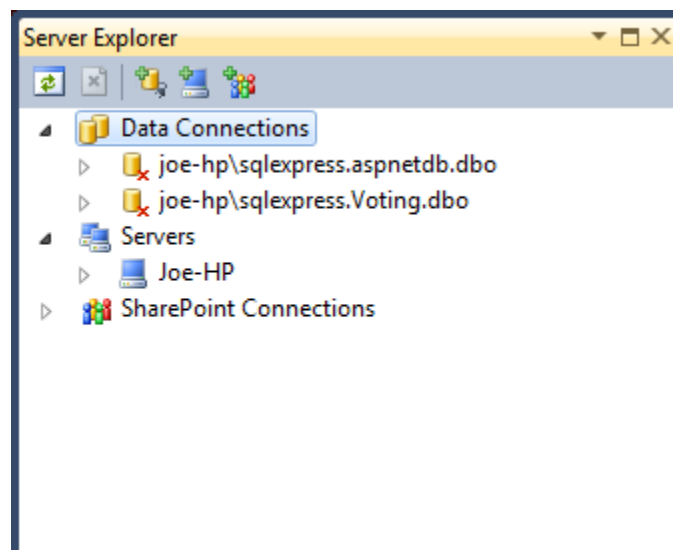 Server Explorer
Data Connections
joe-hp\sqlexpress.aspnetdb.dbo
joe-hp\sqlexpress.Voting.dbo
Servers
Joe-HP
SharePoint Connections